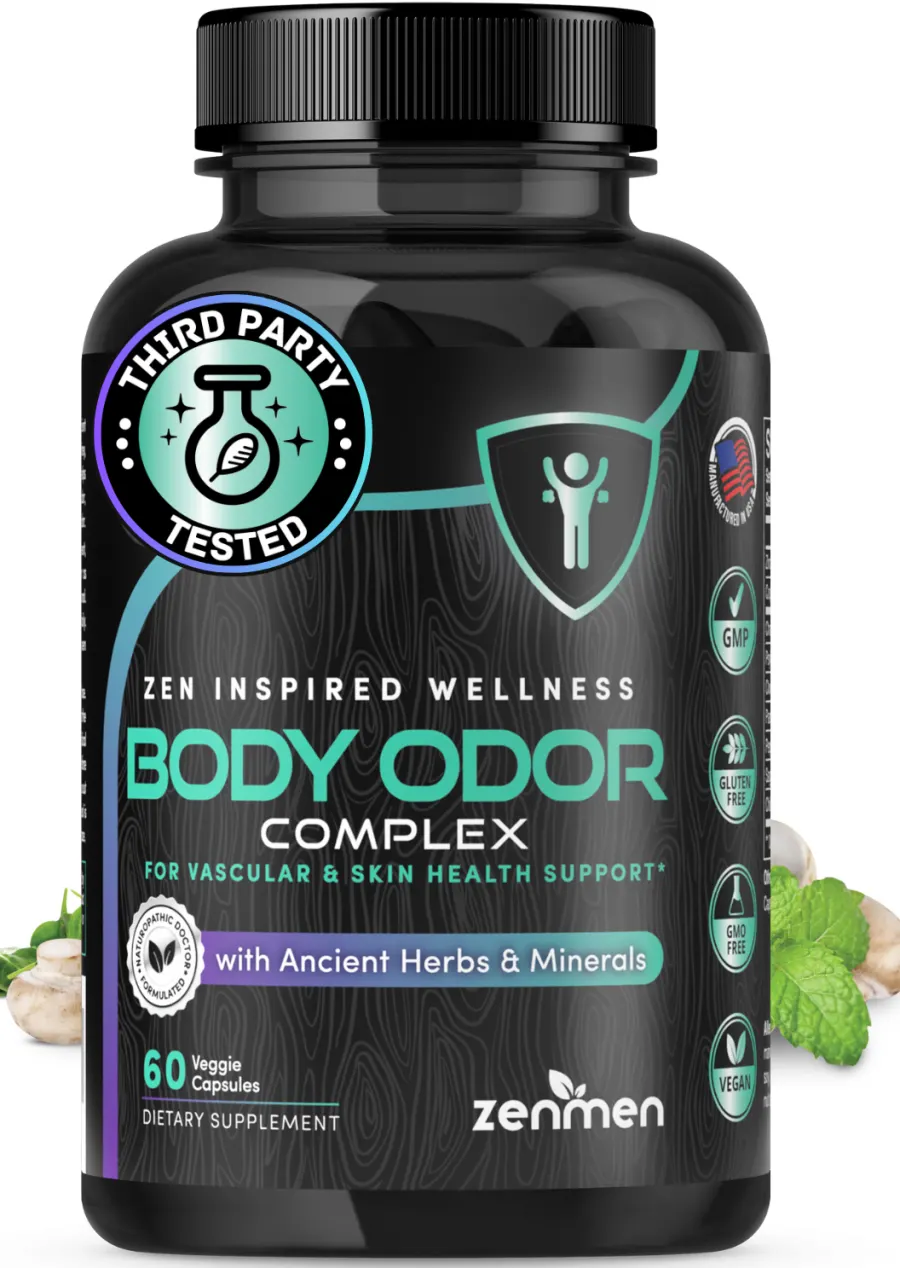 THIRD PARTY
TESTED
MANUFACTURED IN USA
GMP
ZEN INSPIRED WELLNESS
BODY ODOR
COMPLEX
FOR VASCULAR & SKIN HEALTH SUPPORT*
GLUTEN
FREE
NATUROPATHIC DOCTOR
FORMULATED
with Ancient Herbs & Minerals
GMO
FREE
60 Veggie
Capsules
DIETARY SUPPLEMENT
zenmen
VEGAN